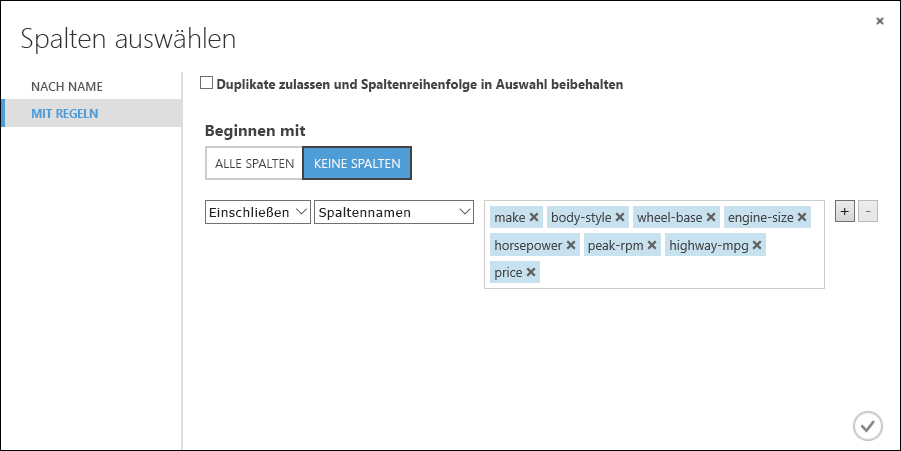 Spalten auswählen
NACH NAME
MIT REGELN
Duplikate zulassen und Spaltenreihenfolge in Auswahl beibehalten
Beginnen mit
ALLE SPALTEN KEINE SPALTEN
Einschließen Spaltennamen
make body-style wheel-base engine-size
horsepower peak-rpm highway-mpg
price
+ -